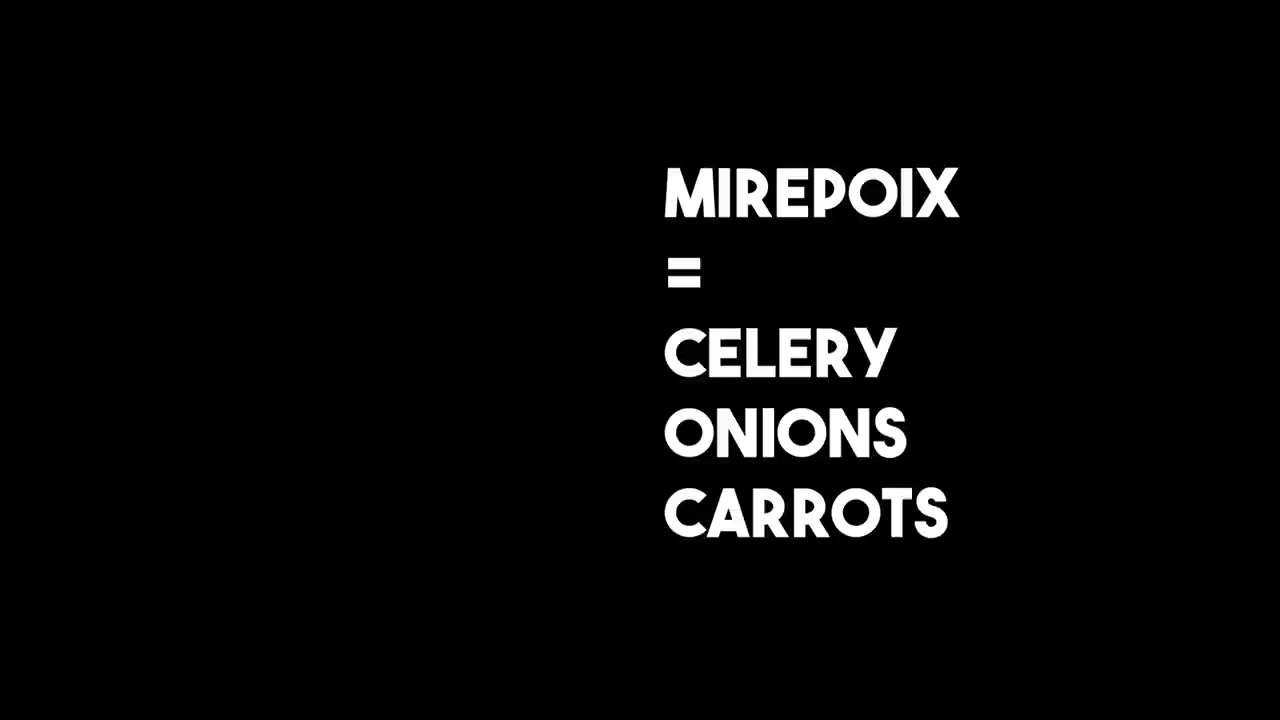 MIREPOIX
=
CELERY
ONIONS
CARROTS